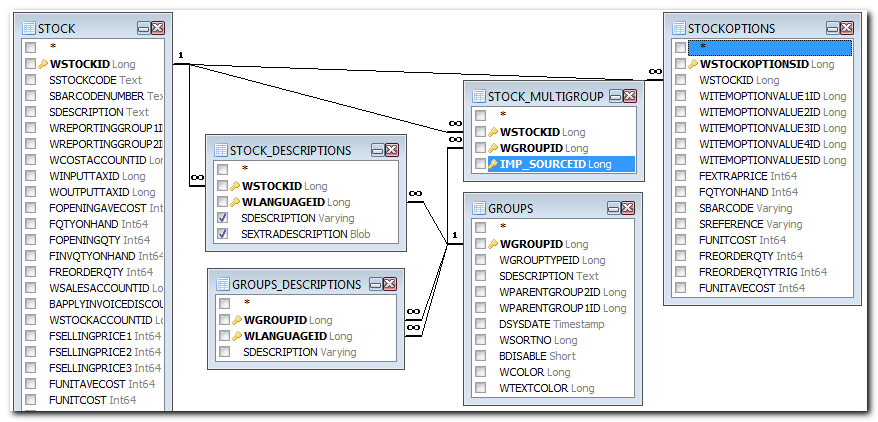 STOCK
*
WSTOCKID Long
SSTOCKCODE Text
SBARCODENUMBER Tex
SDESCRIPTION Text
WREPORTINGGROUP1I
WREPORTINGGROUP2I
WCOSTACCOUNTID Lon
WINPUTTAXID Long
WOUTPUTTAXID Long
FOPENINGAVECOST Int
FQTYONHAND Int64
FOPENINGQTY Int64
FINVQTYONHAND Int64
FREORDERQTY Int64
WSALESACCOUNTID Lo
BAPPLYINVOICEDISCOU
WSTOCKACCOUNTID Lo
FSELLINGPRICE1 Int64
FSELLINGPRICE2 Int64
FSELLINGPRICE3 Int64
FUNITAVECOST Int64
FUNITCOST Int64
1
∞
∞
∞
∞
∞
∞
∞
1
STOCK_DESCRIPTIONS
*
WSTOCKID Long
WLANGUAGEID Long
SDESCRIPTION Varying
SEXTRADESCRIPTION Blob
GROUPS_DESCRIPTIONS
*
WGROUPID Long
WLANGUAGEID Long
SDESCRIPTION Varying
STOCK_MULTIGROUP
*
WSTOCKID Long
WGROUPID Long
IMP_SOURCEID Long
GROUPS
*
WGROUPID Long
WGROUPTYPEID Long
SDESCRIPTION Text
WPARENTGROUP2ID Long
WPARENTGROUP1ID Long
DSYSDATE Timestamp
WSORTNO Long
BDISABLE Short
WCOLOR Long
WTEXTCOLOR Long
STOCKOPTIONS
*
WSTOCKOPTIONSID Long
WSTOCKID Long
WITEMOPTIONVALUE1ID Long
WITEMOPTIONVALUE2ID Long
WITEMOPTIONVALUE3ID Long
WITEMOPTIONVALUE4ID Long
WITEMOPTIONVALUE5ID Long
FEXTRAPRICE Int64
FQTYONHAND Int64
SBARCODE Varying
SREFERENCE Varying
FUNITCOST Int64
FREORDERQTY Int64
FREORDERQTYTRIG Int64
FUNITAVECOST Int64